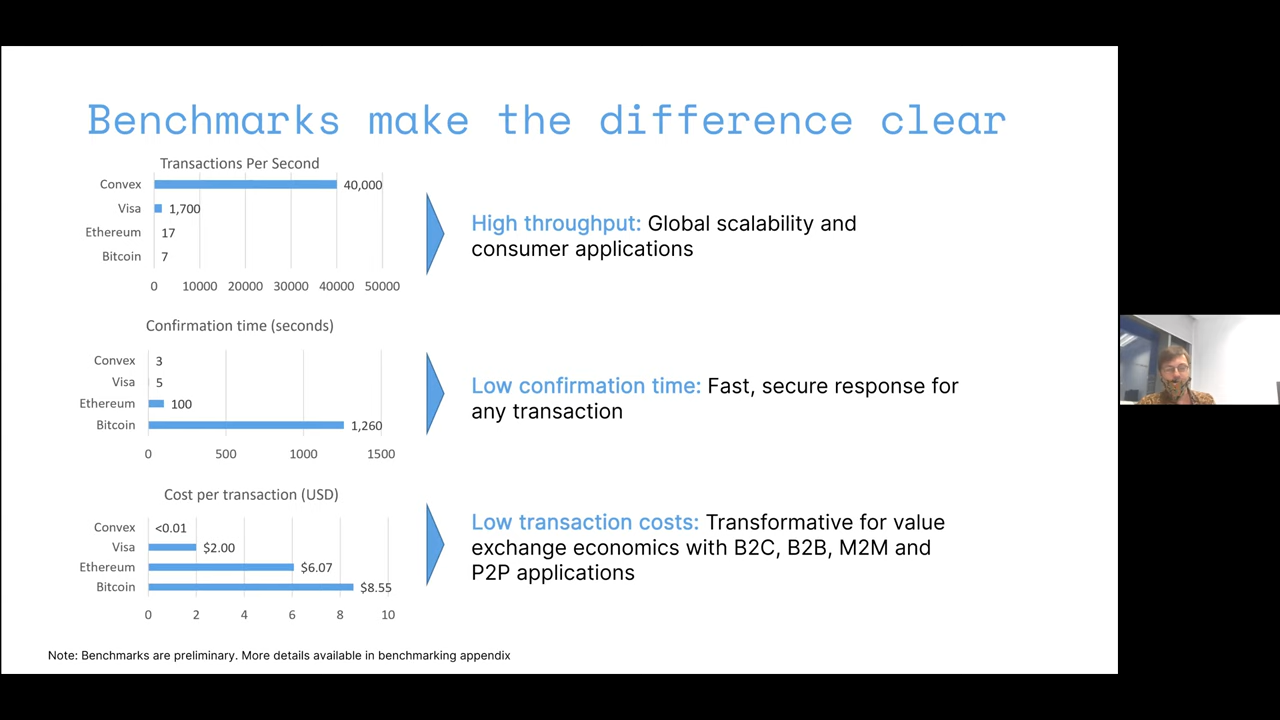 Benchmarks make the difference clear
Transactions Per Second
Convex 40,000
Visa 1,700
Ethereum 17
Bitcoin 7
0 10000 20000 30000 40000 50000
High throughput: Global scalability and
consumer applications
Confirmation time (seconds)
Convex 3
Visa 5
Ethereum 100
Bitcoin 1,260
0 500 1000 1500
Low confirmation time: Fast, secure response for
any transaction
Cost per transaction (USD)
Convex <0.01
Visa $2.00
Ethereum $6.07
Bitcoin $8.55
0 2 4 6 8 10
Low transaction costs: Transformative for value
exchange economics with B2C, B2B, M2M and
P2P applications
Note: Benchmarks are preliminary. More details available in benchmarking appendix